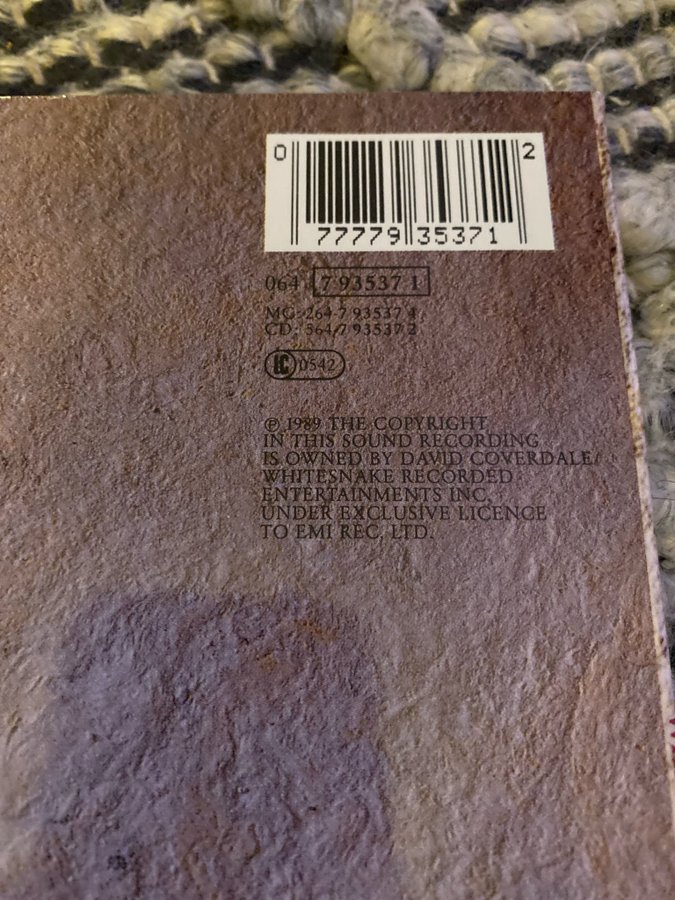 0 77779 35371 2
064 7 93537 1
MC: 264-7 93537 4
CD: 564-7 93537 2
LC 0542
℗ 1989 THE COPYRIGHT
IN THIS SOUND RECORDING
IS OWNED BY DAVID COVERDALE/
WHITESNAKE RECORDED
ENTERTAINMENTS INC.
UNDER EXCLUSIVE LICENCE
TO EMI REC. LTD.